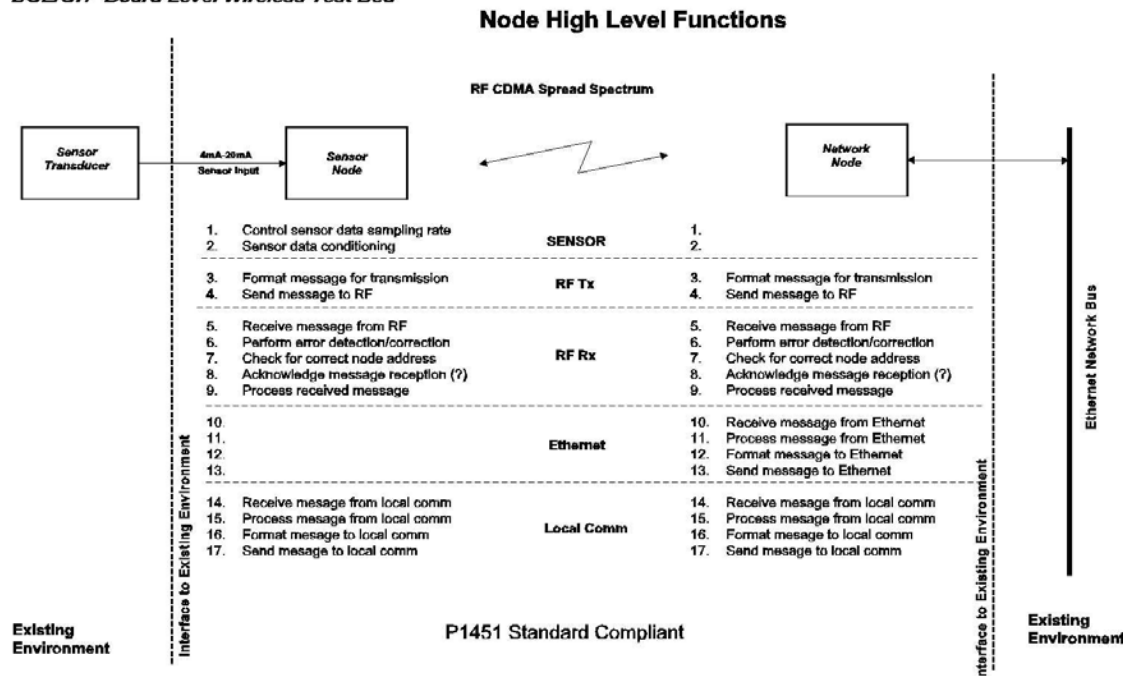 Board Level Wireless Test Bed
Node High Level Functions
RF CDMA Spread Spectrum
Sensor
Transducer
4mA-20mA
Sensor Input
Sensor
Node
Network
Node
1. Control sensor data sampling rate
2. Sensor data conditioning
SENSOR
1.
2.
3. Format message for transmission
4. Send message to RF
RF Tx
3. Format message for transmission
4. Send message to RF
5. Receive message from RF
6. Perform error detection/correction
7. Check for correct node address
8. Acknowledge message reception (?)
9. Process received message
RF Rx
5. Receive message from RF
6. Perform error detection/correction
7. Check for correct node address
8. Acknowledge message reception (?)
9. Process received message
10.
11.
12.
13.
Ethernet
10. Receive message from Ethernet
11. Process message from Ethernet
12. Format mesage to Ethernet
13. Send message to Ethernet
14. Receive mesage from local comm
15. Process message from local comm
16. Format mesage to local comm
17. Send mesage to local comm
Local Comm
14. Receive mesage from local comm
15. Process message from local comm
16. Format mesage to local comm
17. Send mesage to local comm
Interface to Existing Environment
Interface to Existing Environment
Ethernet Network Bus
Existing
Environment
P1451 Standard Compliant
Existing
Environment